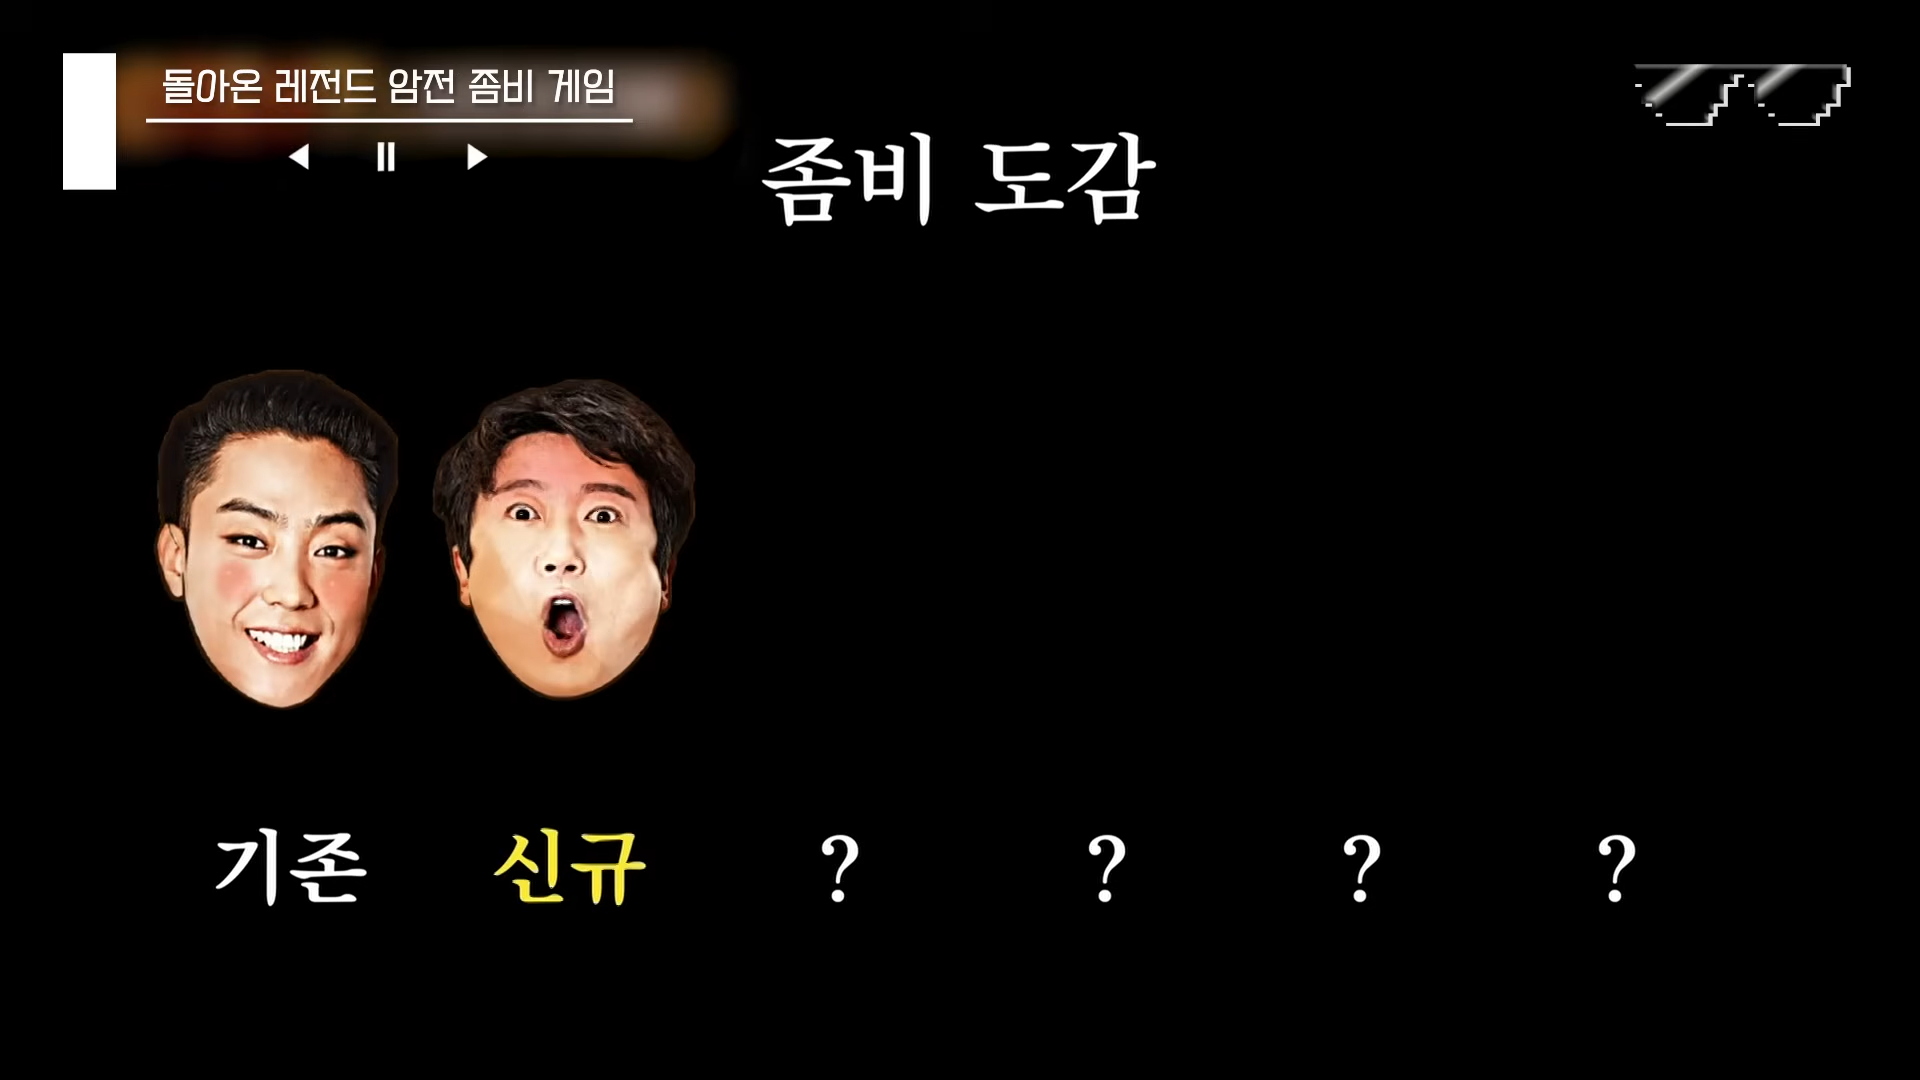 돌아온 레전드 암전 좀비 게임
좀비 도감
기존 신규 ? ? ? ?